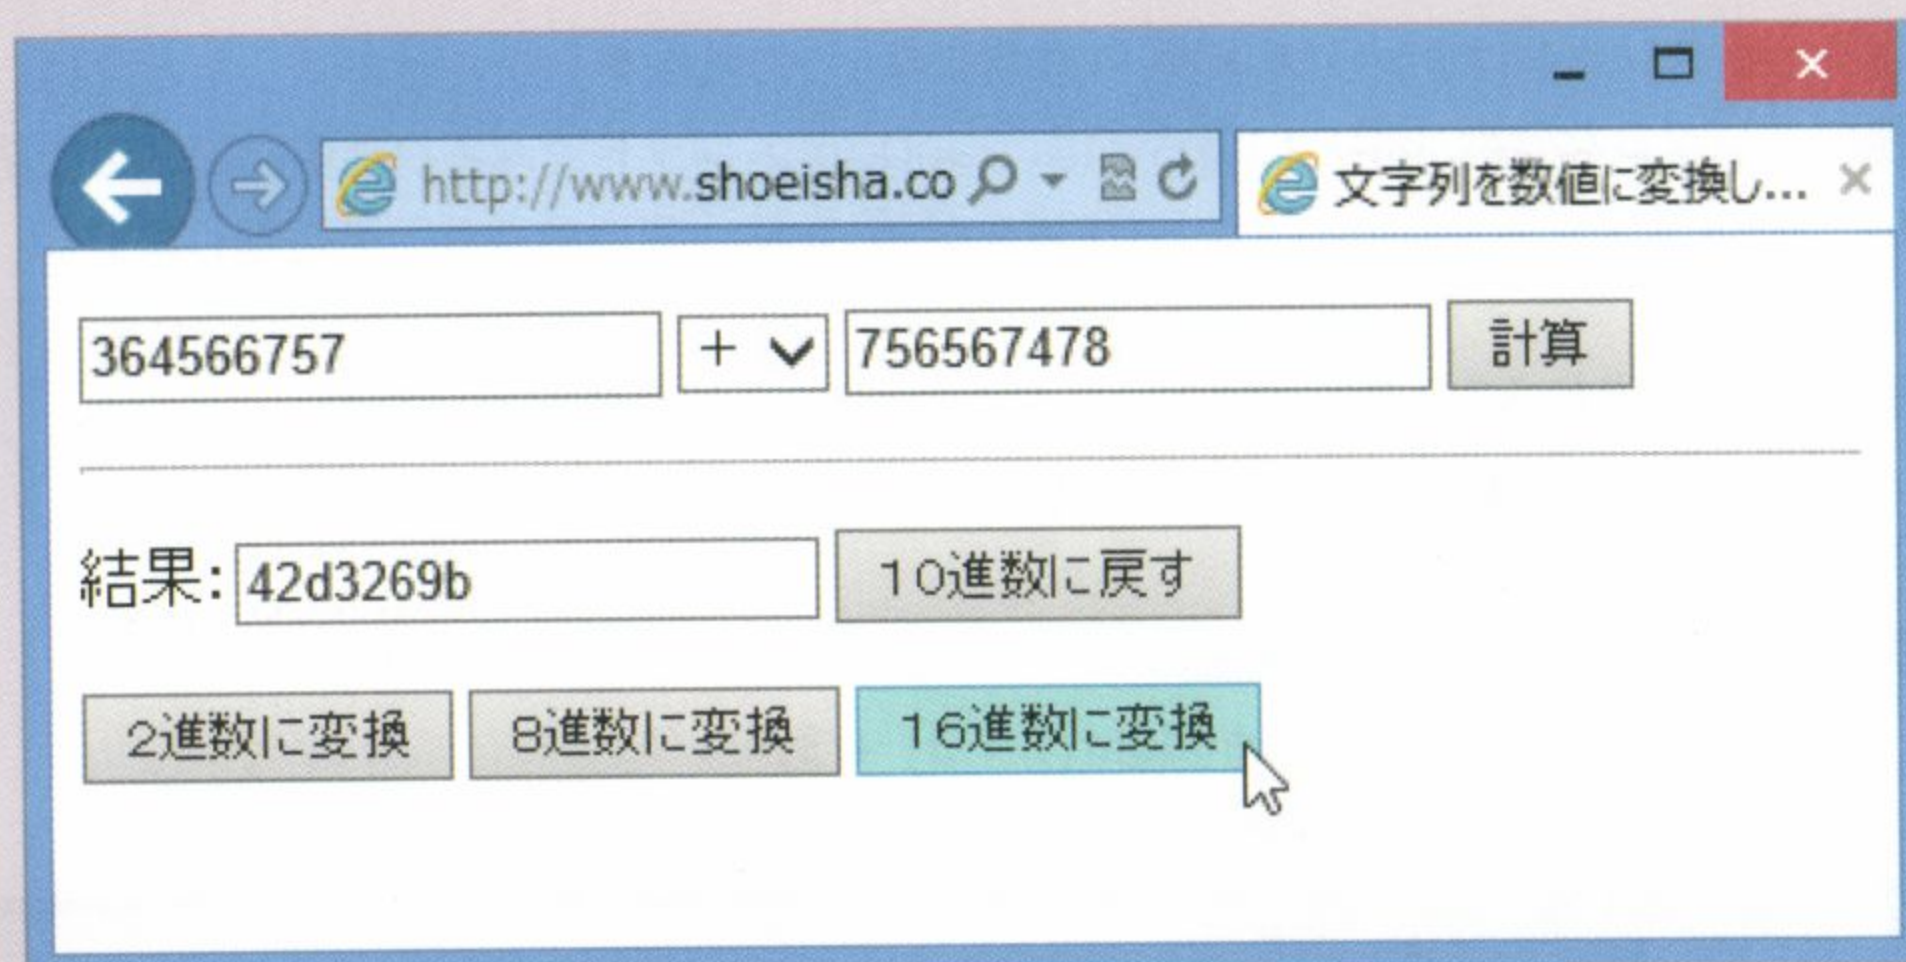 http://www.shoeisha.co 文字列を数値に変換し...
364566757 + 756567478 計算
結果: 42d3269b 10進数に戻す
2進数に変換 8進数に変換 16進数に変換